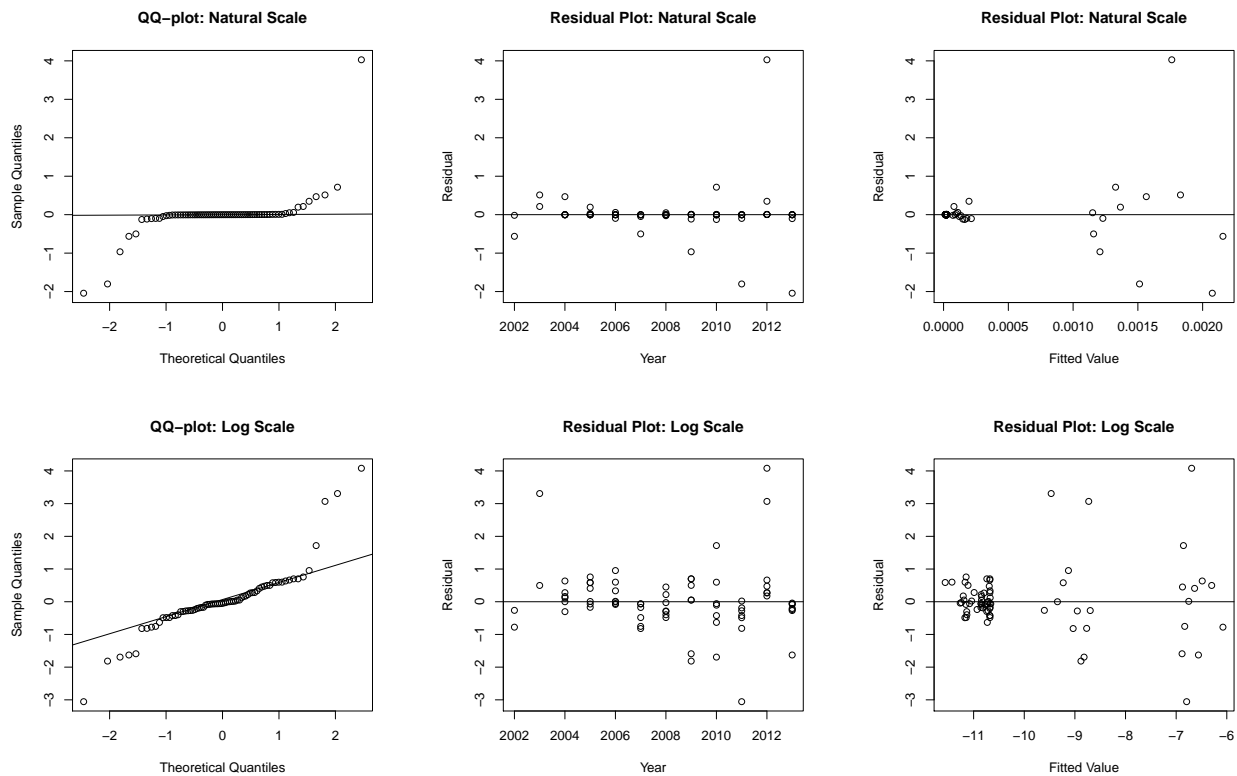 QQ−plot: Natural Scale
Sample Quantiles
4
3
2
1
0
−1
−2
−2 −1 0 1 2
Theoretical Quantiles
Residual Plot: Natural Scale
Residual
4
3
2
1
0
−1
−2
2002 2004 2006 2008 2010 2012
Year
Residual Plot: Natural Scale
Residual
4
3
2
1
0
−1
−2
0.0000 0.0005 0.0010 0.0015 0.0020
Fitted Value
QQ−plot: Log Scale
Sample Quantiles
4
3
2
1
0
−1
−2
−3
−2 −1 0 1 2
Theoretical Quantiles
Residual Plot: Log Scale
Residual
4
3
2
1
0
−1
−2
−3
2002 2004 2006 2008 2010 2012
Year
Residual Plot: Log Scale
Residual
4
3
2
1
0
−1
−2
−3
−11 −10 −9 −8 −7 −6
Fitted Value